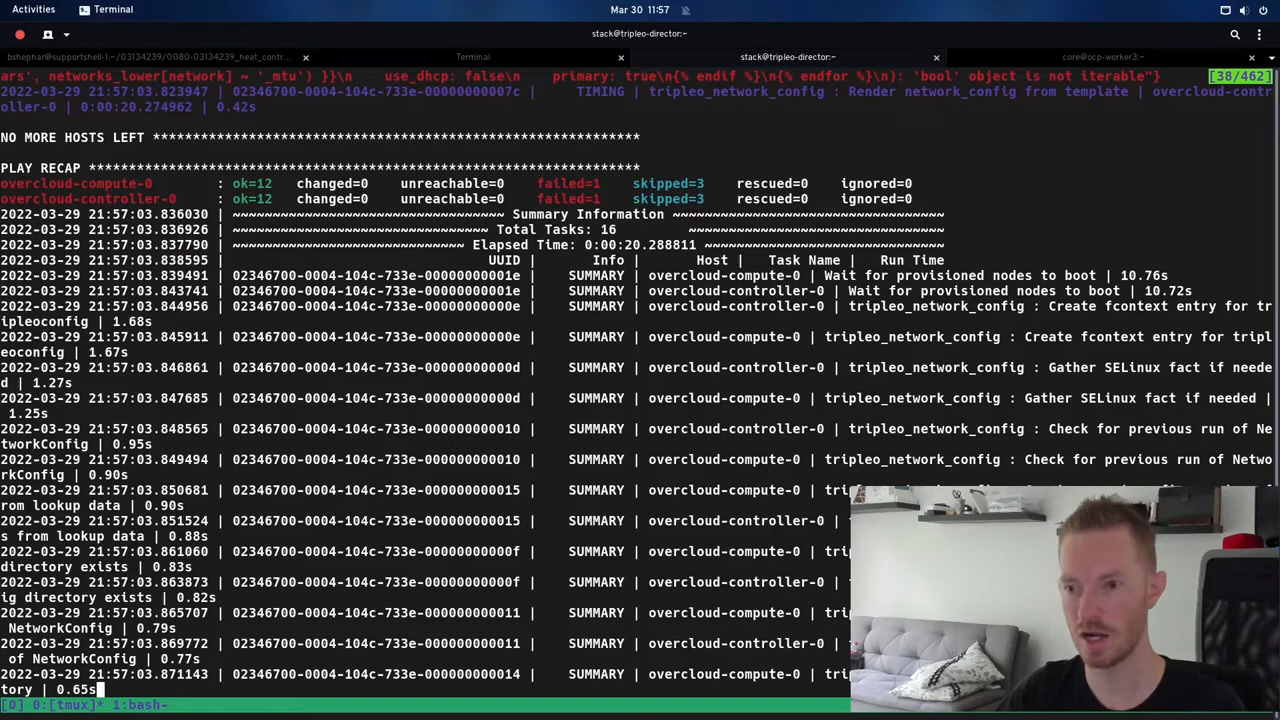 Activities Terminal Mar 30 11:57
stack@tripleo-director:~
bshephar@supportshell-1:~/03134239/0080-03134239_heat_contr... × Terminal × stack@tripleo-director:~ × core@ocp-worker3:~ ×
ars', networks_lower[network] ~ '_mtu') }}\n use_dhcp: false\n primary: true\n{% endif %}\n{% endfor %}\n): 'bool' object is not iterable"} [38/462]
2022-03-29 21:57:03.823947 | 02346700-0004-104c-733e-00000000007c | TIMING | tripleo_network_config : Render network_config from template | overcloud-contr
oller-0 | 0:00:20.274962 | 0.42s
NO MORE HOSTS LEFT *************************************************************
PLAY RECAP *********************************************************************
overcloud-compute-0 : ok=12 changed=0 unreachable=0 failed=1 skipped=3 rescued=0 ignored=0
overcloud-controller-0 : ok=12 changed=0 unreachable=0 failed=1 skipped=3 rescued=0 ignored=0
2022-03-29 21:57:03.836030 | ~~~~~~~~~~~~~~~~~~~~~~~~~~~~~~~~~~ Summary Information ~~~~~~~~~~~~~~~~~~~~~~~~~~~~~~~~~~
2022-03-29 21:57:03.836926 | ~~~~~~~~~~~~~~~~~~~~~~~~~~~~~~~~ Total Tasks: 16 ~~~~~~~~~~~~~~~~~~~~~~~~~~~~~~~~
2022-03-29 21:57:03.837790 | ~~~~~~~~~~~~~~~~~~~~~~~~~~~~~ Elapsed Time: 0:00:20.288811 ~~~~~~~~~~~~~~~~~~~~~~~~~~~~~~
2022-03-29 21:57:03.838595 | UUID | Info | Host | Task Name | Run Time
2022-03-29 21:57:03.839491 | 02346700-0004-104c-733e-00000000001e | SUMMARY | overcloud-compute-0 | Wait for provisioned nodes to boot | 10.76s
2022-03-29 21:57:03.843741 | 02346700-0004-104c-733e-00000000001e | SUMMARY | overcloud-controller-0 | Wait for provisioned nodes to boot | 10.72s
2022-03-29 21:57:03.844956 | 02346700-0004-104c-733e-00000000000e | SUMMARY | overcloud-controller-0 | tripleo_network_config : Create fcontext entry for tr
ipleoconfig | 1.68s
2022-03-29 21:57:03.845911 | 02346700-0004-104c-733e-00000000000e | SUMMARY | overcloud-compute-0 | tripleo_network_config : Create fcontext entry for tripl
eoconfig | 1.67s
2022-03-29 21:57:03.846861 | 02346700-0004-104c-733e-00000000000d | SUMMARY | overcloud-controller-0 | tripleo_network_config : Gather SELinux fact if neede
d | 1.27s
2022-03-29 21:57:03.847685 | 02346700-0004-104c-733e-00000000000d | SUMMARY | overcloud-compute-0 | tripleo_network_config : Gather SELinux fact if needed |
1.25s
2022-03-29 21:57:03.848565 | 02346700-0004-104c-733e-000000000010 | SUMMARY | overcloud-controller-0 | tripleo_network_config : Check for previous run of Ne
tworkConfig | 0.95s
2022-03-29 21:57:03.849494 | 02346700-0004-104c-733e-000000000010 | SUMMARY | overcloud-compute-0 | tripleo_network_config : Check for previous run of Netwo
rkConfig | 0.90s
2022-03-29 21:57:03.850681 | 02346700-0004-104c-733e-000000000015 | SUMMARY | overcloud-compute-0 |
rom lookup data | 0.90s
2022-03-29 21:57:03.851524 | 02346700-0004-104c-733e-000000000015 | SUMMARY | overcloud-controller-0 |
s from lookup data | 0.88s
2022-03-29 21:57:03.861060 | 02346700-0004-104c-733e-00000000000f | SUMMARY | overcloud-compute-0 | t
directory exists | 0.83s
2022-03-29 21:57:03.863873 | 02346700-0004-104c-733e-00000000000f | SUMMARY | overcloud-controller-0 |
ig directory exists | 0.82s
2022-03-29 21:57:03.865707 | 02346700-0004-104c-733e-000000000011 | SUMMARY | overcloud-compute-0 | t
NetworkConfig | 0.79s
2022-03-29 21:57:03.869772 | 02346700-0004-104c-733e-000000000011 | SUMMARY | overcloud-controller-0 |
of NetworkConfig | 0.77s
2022-03-29 21:57:03.871143 | 02346700-0004-104c-733e-000000000014 | SUMMARY | overcloud-compute-0 | t
tory | 0.65s
[0] 0:[tmux]* 1:bash-